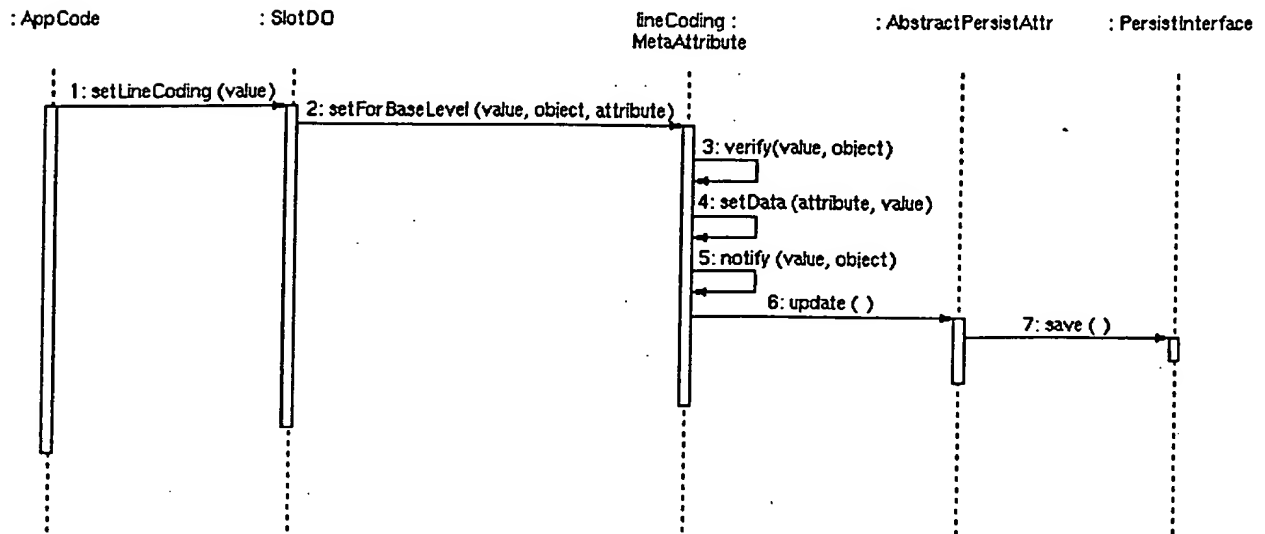 : AppCode
: SlotDO
lineCoding :
MetaAttribute
: AbstractPersistAttr
: PersistInterface
1: setLineCoding (value)
2: setForBaseLevel (value, object, attribute)
3: verify(value, object)
4: setData (attribute, value)
5: notify (value, object)
6: update ( )
7: save ( )